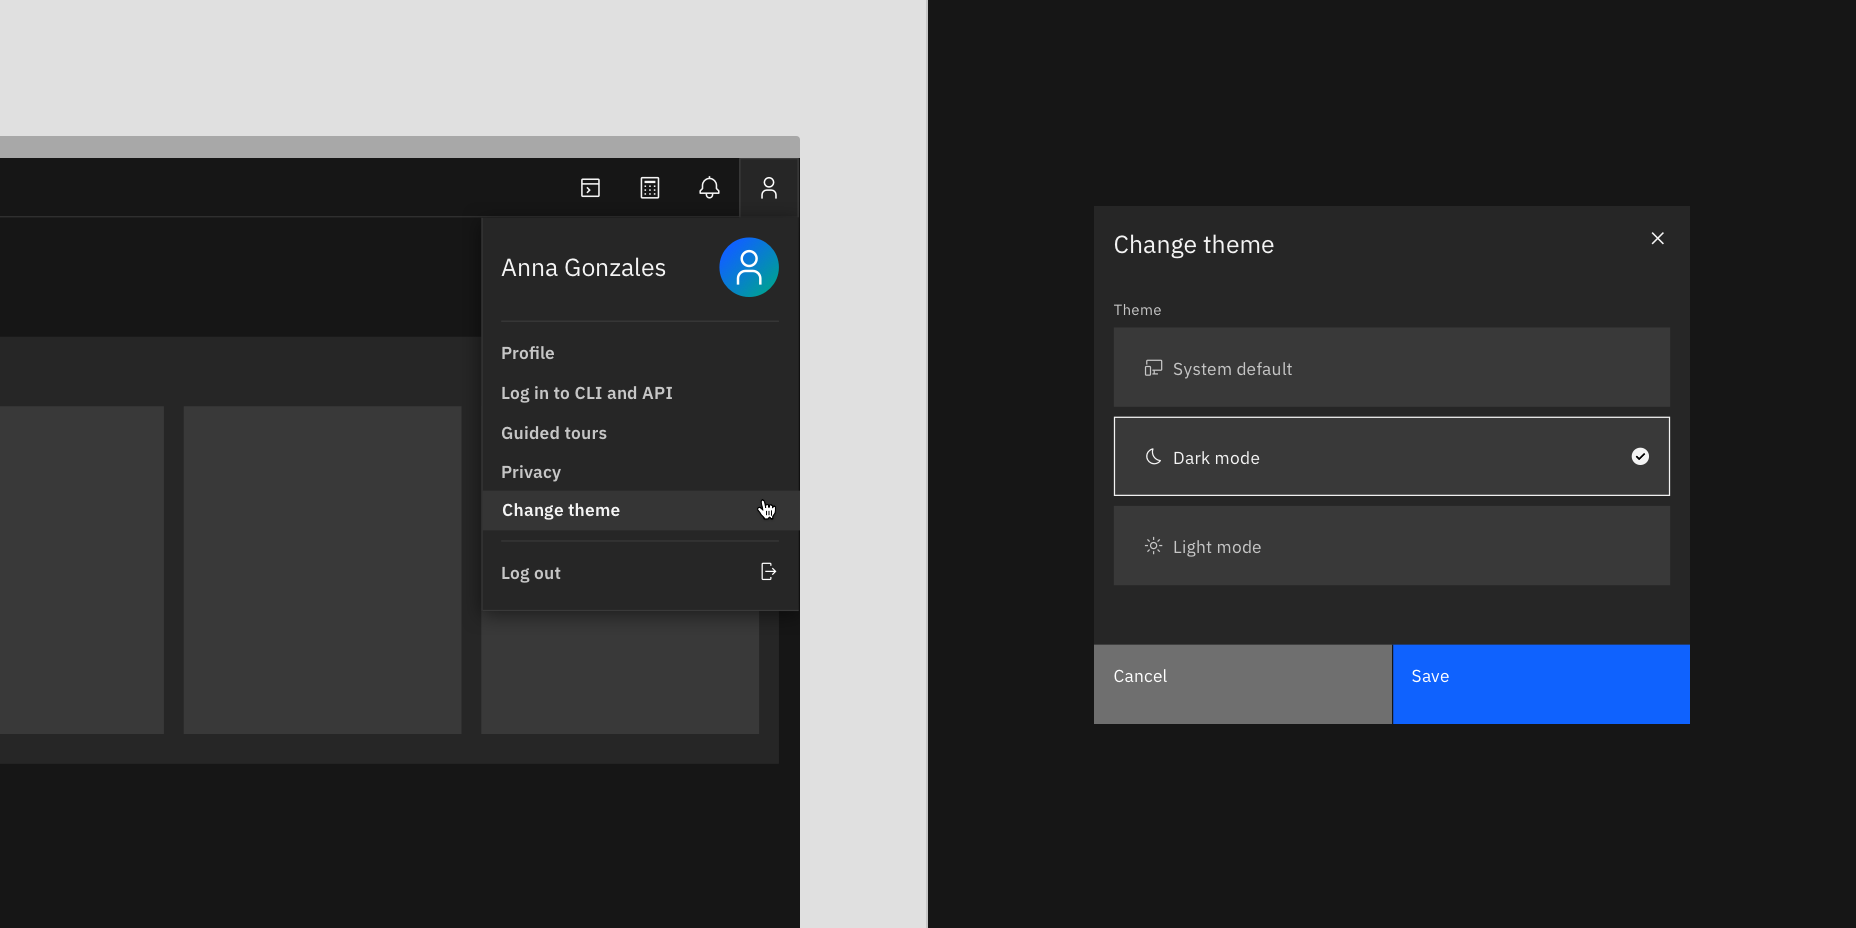 Anna Gonzales
Profile
Log in to CLI and API
Guided tours
Privacy
Change theme
Log out
Change theme
Theme
System default
Dark mode
Light mode
Cancel
Save